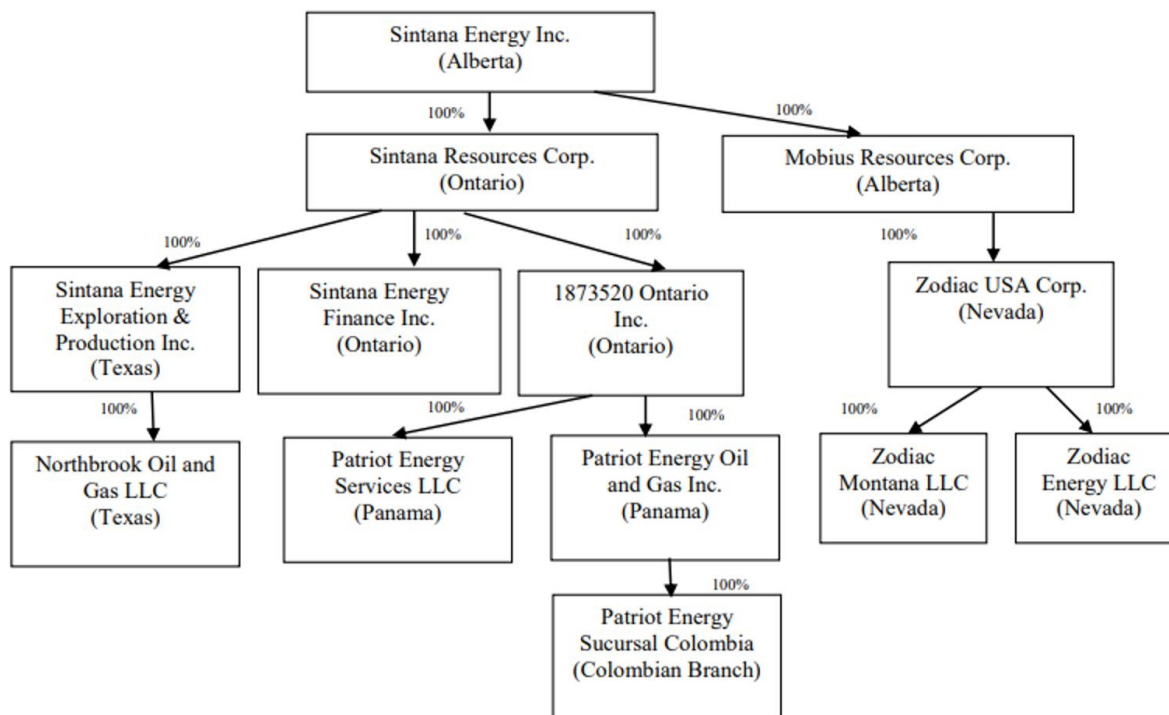 Sintana Energy Inc.
(Alberta)
100%
100%
Sintana Resources Corp.
(Ontario)
Mobius Resources Corp.
(Alberta)
100%
100%
100%
100%
Sintana Energy
Exploration &
Production Inc.
(Texas)
Sintana Energy
Finance Inc.
(Ontario)
1873520 Ontario
Inc.
(Ontario)
Zodiac USA Corp.
(Nevada)
100%
100%
100%
100%
100%
Northbrook Oil and
Gas LLC
(Texas)
Patriot Energy
Services LLC
(Panama)
Patriot Energy Oil
and Gas Inc.
(Panama)
Zodiac
Montana LLC
(Nevada)
Zodiac
Energy LLC
(Nevada)
100%
Patriot Energy
Sucursal Colombia
(Colombian Branch)